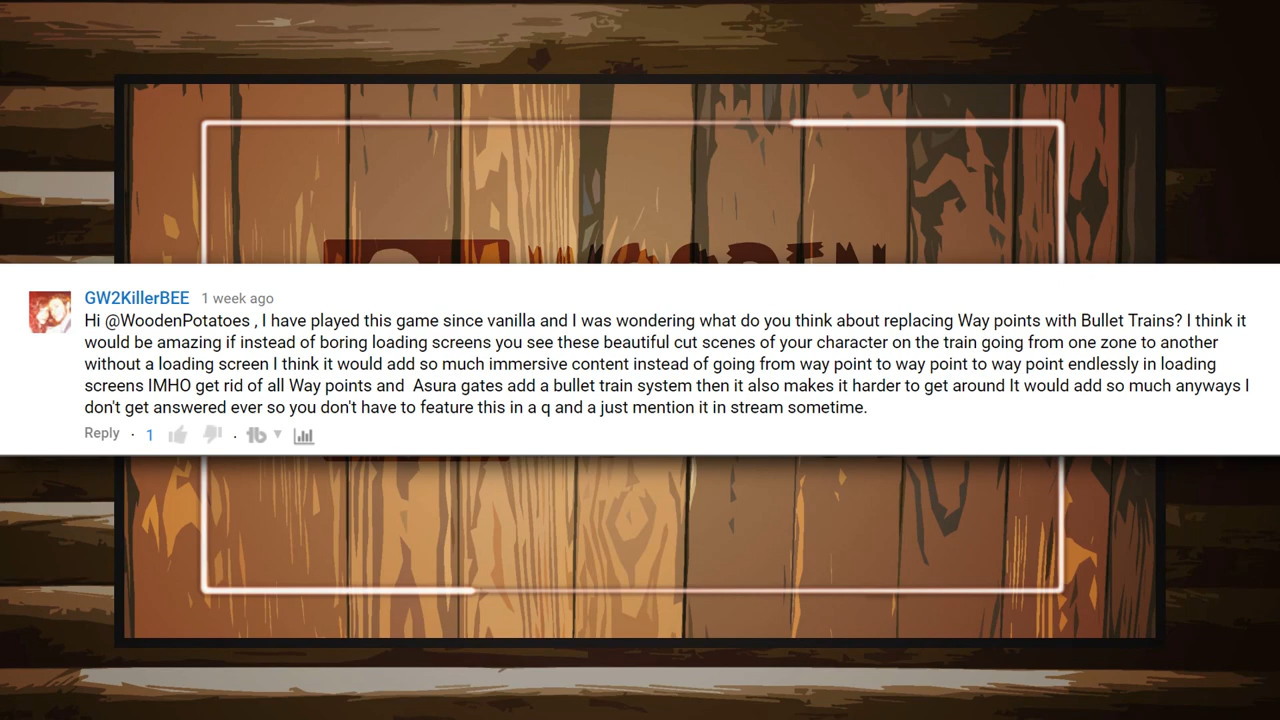 WOODEN
GW2KillerBEE 1 week ago
Hi @WoodenPotatoes , I have played this game since vanilla and I was wondering what do you think about replacing Way points with Bullet Trains? I think it
would be amazing if instead of boring loading screens you see these beautiful cut scenes of your character on the train going from one zone to another
without a loading screen I think it would add so much immersive content instead of going from way point to way point to way point endlessly in loading
screens IMHO get rid of all Way points and  Asura gates add a bullet train system then it also makes it harder to get around It would add so much anyways I
don't get answered ever so you don't have to feature this in a q and a just mention it in stream sometime.
Reply · 1 · tb